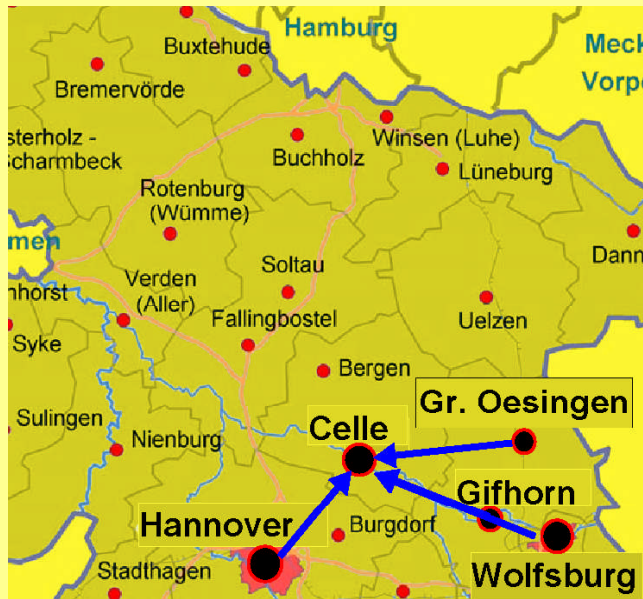 Hamburg
Meck
Vorpo
Buxtehude
Bremervörde
sterholz -
Scharmbeck
Buchholz
Winsen (Luhe)
Lüneburg
Rotenburg
(Wümme)
men
Dann
Verden
(Aller)
Soltau
nhorst
Fallingbostel
Uelzen
Syke
Bergen
Gr. Oesingen
Sulingen
Celle
Nienburg
Gifhorn
Hannover
Burgdorf
Stadthagen
Wolfsburg